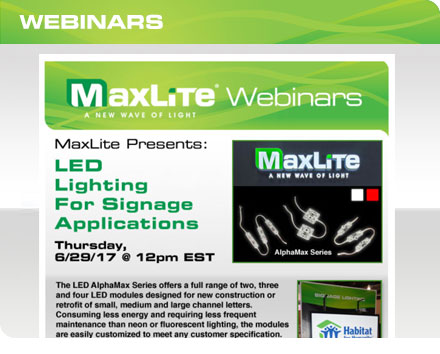 WEBINARS
MaxLite® Webinars
A NEW WAVE OF LIGHT
MaxLite Presents:
LED
Lighting
For Signage
Applications
Thursday,
6/29/17 @ 12pm EST
MaxLite
A NEW WAVE OF LIGHT
AlphaMax Series
The LED AlphaMax Series offers a full range of two, three
and four LED modules designed for new construction or
retrofit of small, medium and large channel letters.
Consuming less energy and requiring less frequent
maintenance than neon or fluorescent lighting, the modules
are easily customized to meet any customer specification.
Habitat